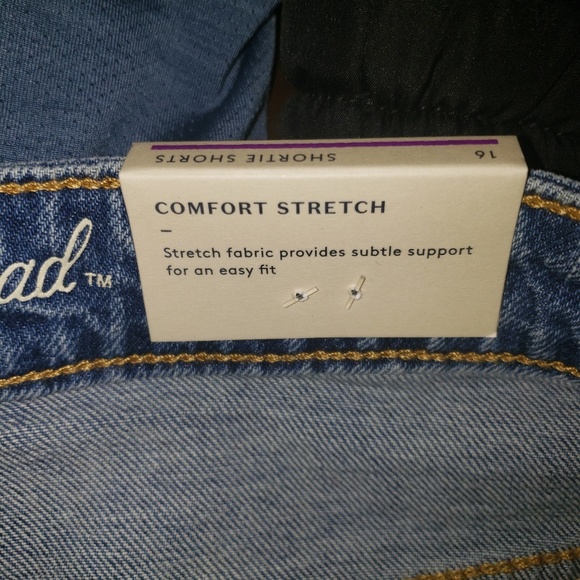 SHORTIE SHORTS 16
COMFORT STRETCH
Stretch fabric provides subtle support
for an easy fit
ad™